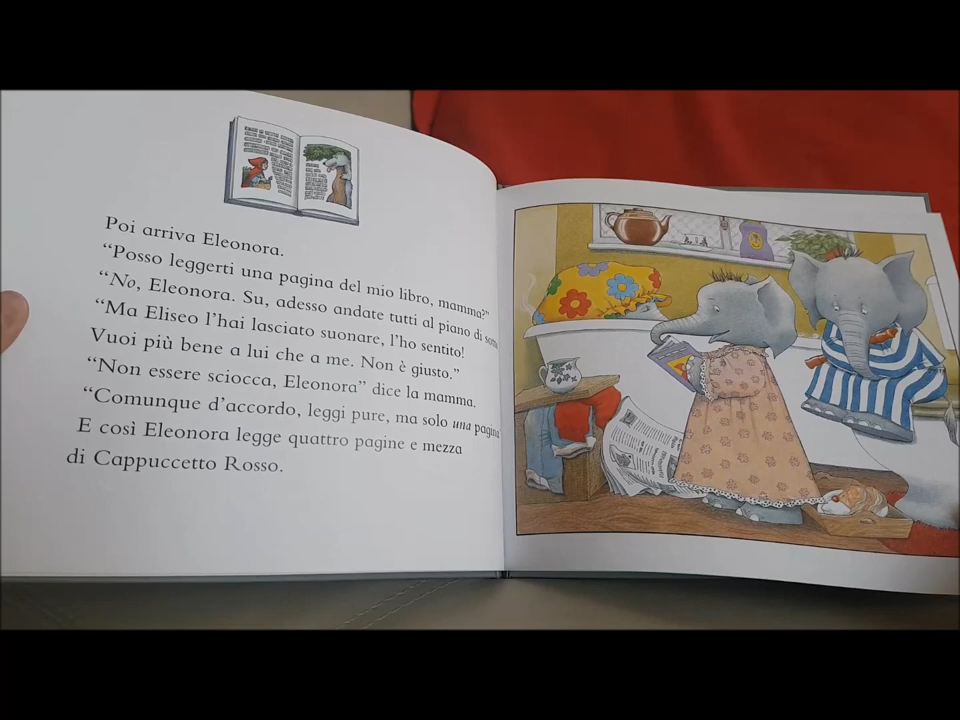 Poi arriva Eleonora.
“Posso leggerti una pagina del mio libro, mamma?”
“No, Eleonora. Su, adesso andate tutti al piano di sotto
“Ma Eliseo l’hai lasciato suonare, l’ho sentito!
Vuoi più bene a lui che a me. Non è giusto.”
“Non essere sciocca, Eleonora” dice la mamma.
“Comunque d’accordo, leggi pure, ma solo una pagina
E così Eleonora legge quattro pagine e mezza
di Cappuccetto Rosso.